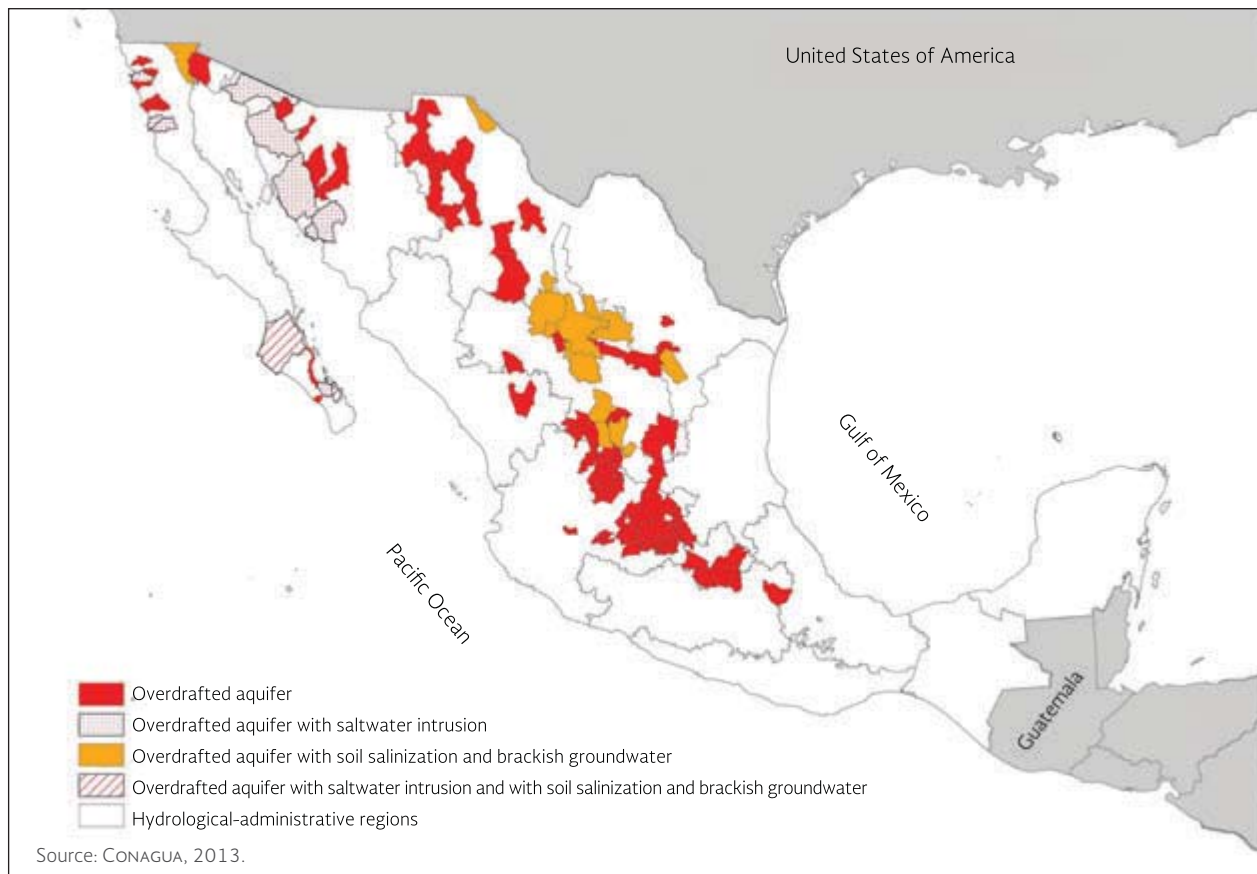 United States of America
Gulf of Mexico
Pacific Ocean
Guatemala
Overdrafted aquifer
Overdrafted aquifer with saltwater intrusion
Overdrafted aquifer with soil salinization and brackish groundwater
Overdrafted aquifer with saltwater intrusion and with soil salinization and brackish groundwater
Hydrological-administrative regions
Source: CONAGUA, 2013.